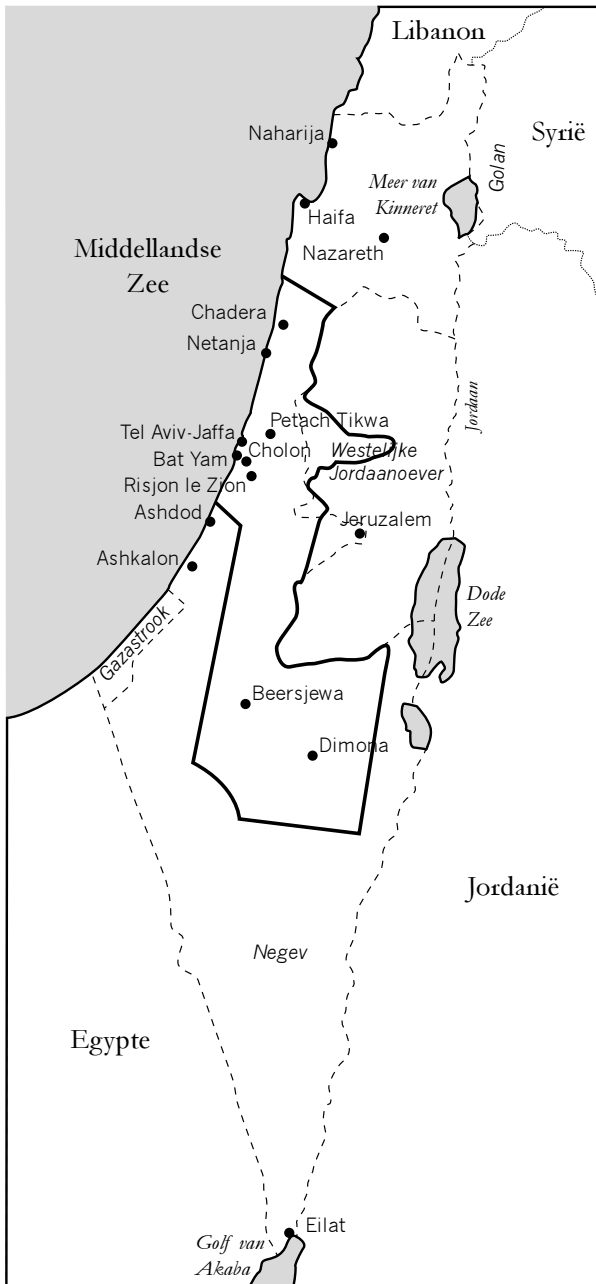 Libanon
Naharija
Syrië
Golan
Meer van
Kinneret
Haifa
Nazareth
Middellandse
Zee
Chadera
Netanja
Jordaan
Petach Tikwa
Tel Aviv-Jaffa
Cholon
Westelijke
Jordaanoever
Bat Yam
Risjon le Zion
Ashdod
Jeruzalem
Ashkalon
Dode
Zee
Gazastrook
Beersjewa
Dimona
Jordanië
Negev
Egypte
Eilat
Golf van
Akaba